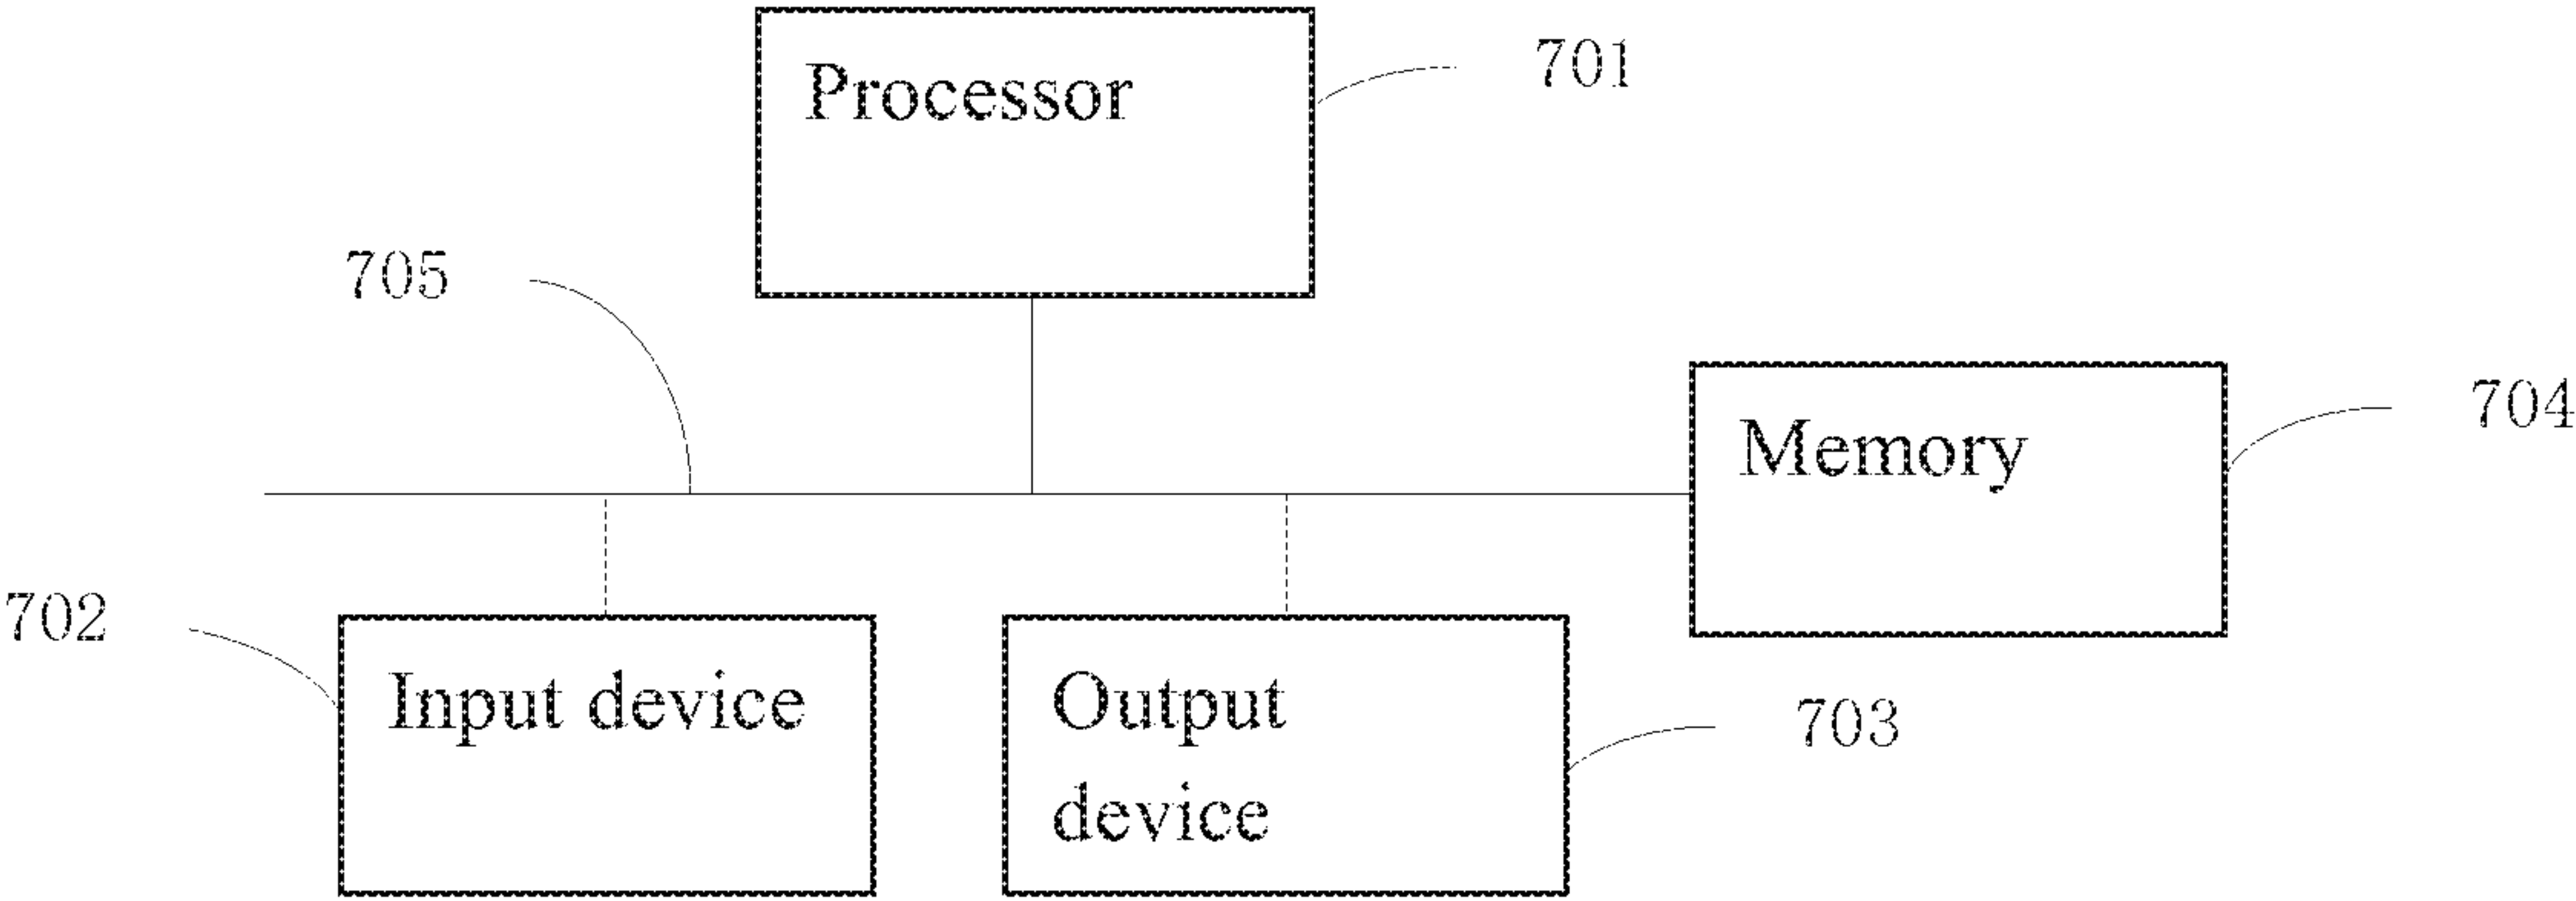 Processor
701
705
Memory
704
702
Input device
Output
device
703